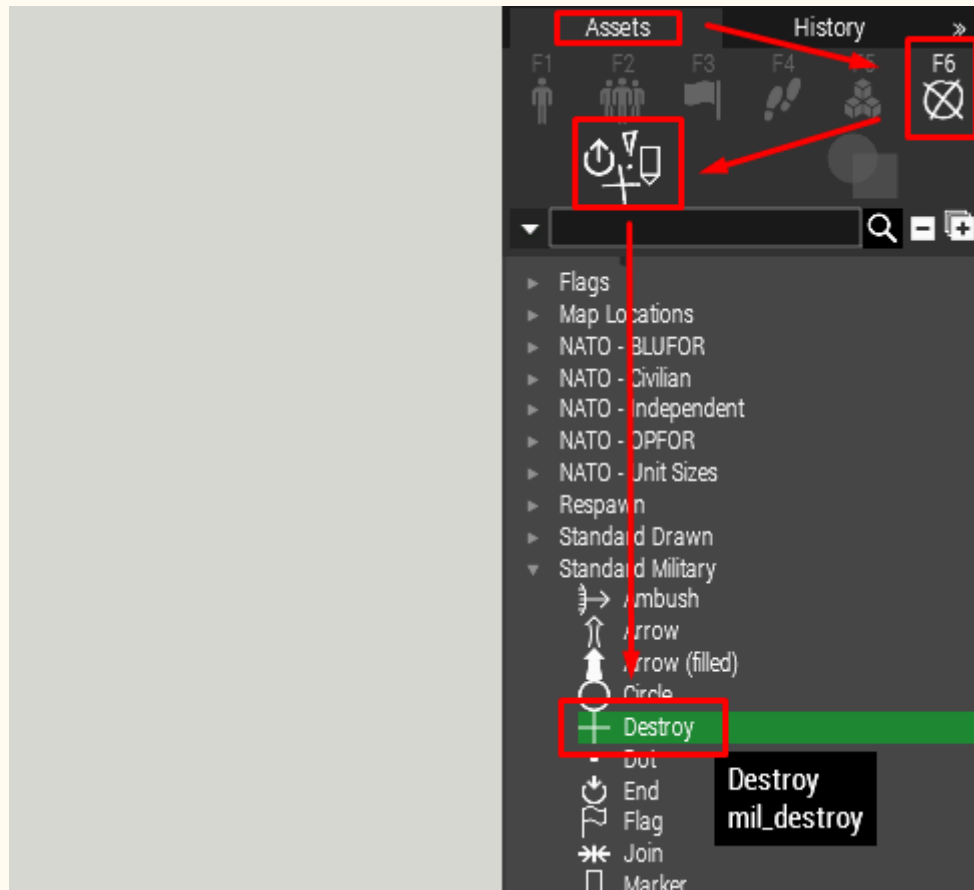 Assets History »
F1 F2 F3 F4 F5 F6
Flags
Map Locations
NATO - BLUFOR
NATO - Civilian
NATO - Independent
NATO - OPFOR
NATO - Unit Sizes
Respawn
Standard Drawn
Standard Military
Ambush
Arrow
Arrow (filled)
Circle
Destroy
Dot
Destroy
End
mil_destroy
Flag
Join
Marker